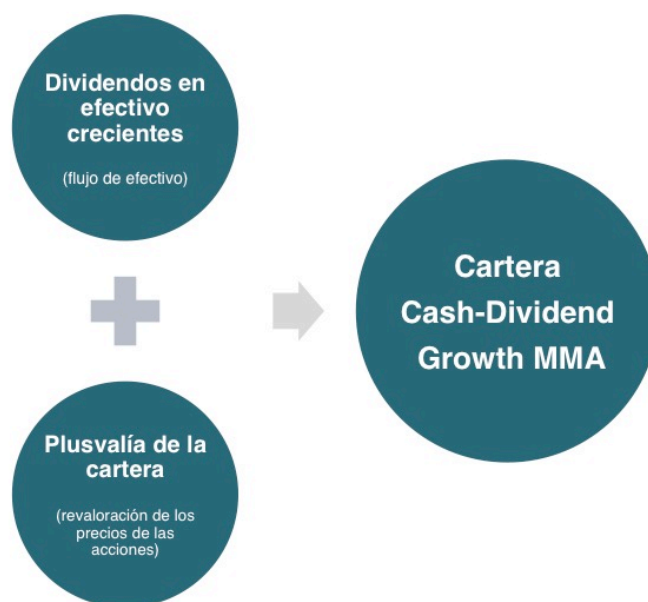 Dividendos en
efectivo
crecientes
(flujo de efectivo)
Plusvalía de la
cartera
(revaloración de los
precios de las
acciones)
Cartera
Cash-Dividend
Growth MMA